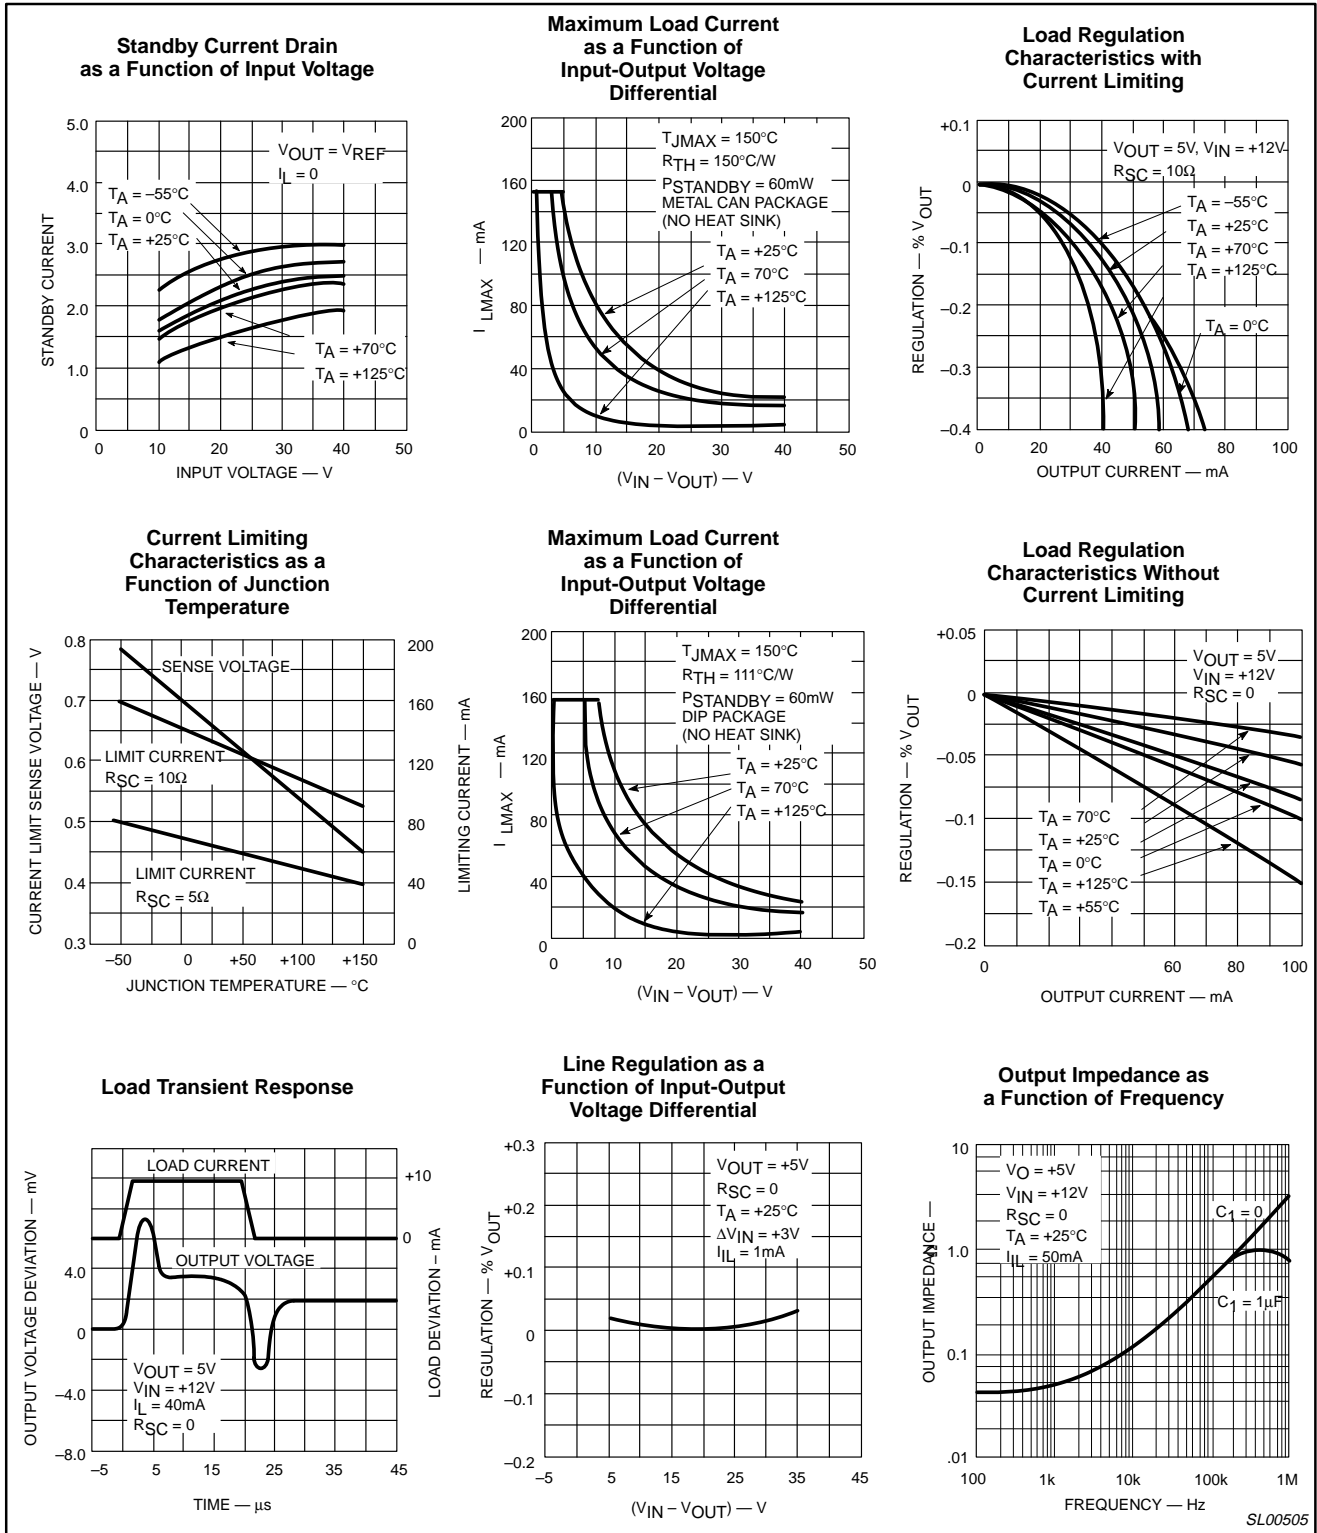 Standby Current Drain
as a Function of Input Voltage
5.0
4.0
3.0
2.0
1.0
0
STANDBY CURRENT
VOUT = VREF
IL = 0
TA = –55°C
TA = 0°C
TA = +25°C
TA = +70°C
TA = +125°C
0 10 20 30 40 50
INPUT VOLTAGE — V
Maximum Load Current
as a Function of
Input-Output Voltage
Differential
200
160
120
80
40
0
I LMAX — mA
TJMAX = 150°C
RTH = 150°C/W
PSTANDBY = 60mW
METAL CAN PACKAGE
(NO HEAT SINK)
TA = +25°C
TA = 70°C
TA = +125°C
0 10 20 30 40 50
(VIN – VOUT) — V
Load Regulation
Characteristics with
Current Limiting
+0.1
0
–0.1
–0.2
–0.3
–0.4
REGULATION — % VOUT
VOUT = 5V, VIN = +12V
RSC = 10Ω
TA = –55°C
TA = +25°C
TA = +70°C
TA = +125°C
TA = 0°C
0 20 40 60 80 100
OUTPUT CURRENT — mA
Current Limiting
Characteristics as a
Function of Junction
Temperature
0.8
0.7
0.6
0.5
0.4
0.3
CURRENT LIMIT SENSE VOLTAGE — V
SENSE VOLTAGE
LIMIT CURRENT
RSC = 10Ω
LIMIT CURRENT
RSC = 5Ω
200
160
120
80
40
0
LIMITING CURRENT — mA
–50 0 +50 +100 +150
JUNCTION TEMPERATURE — °C
Maximum Load Current
as a Function of
Input-Output Voltage
Differential
200
160
120
80
40
0
I LMAX — mA
TJMAX = 150°C
RTH = 111°C/W
PSTANDBY = 60mW
DIP PACKAGE
(NO HEAT SINK)
TA = +25°C
TA = 70°C
TA = +125°C
0 10 20 30 40 50
(VIN – VOUT) — V
Load Regulation
Characteristics Without
Current Limiting
+0.05
0
–0.05
–0.1
–0.15
–0.2
REGULATION — % VOUT
VOUT = 5V
VIN = +12V
RSC = 0
TA = 70°C
TA = +25°C
TA = 0°C
TA = +125°C
TA = +55°C
0 60 80 100
OUTPUT CURRENT — mA
Load Transient Response
OUTPUT VOLTAGE DEVIATION — mV
4.0
0
–4.0
–8.0
LOAD CURRENT
OUTPUT VOLTAGE
VOUT = 5V
VIN = +12V
IL = 40mA
RSC = 0
+10
0
LOAD DEVIATION – mA
–5 5 15 25 35 45
TIME — µs
Line Regulation as a
Function of Input-Output
Voltage Differential
+0.3
+0.2
+0.1
0
–0.1
–0.2
REGULATION — % VOUT
VOUT = +5V
RSC = 0
TA = +25°C
ΔVIN = +3V
IIL = 1mA
–5 5 15 25 35 45
(VIN – VOUT) — V
Output Impedance as
a Function of Frequency
10
1.0
0.1
.01
OUTPUT IMPEDANCE — Ω
VO = +5V
VIN = +12V
RSC = 0
TA = +25°C
IIL = 50mA
C1 = 0
C1 = 1µF
100 1k 10k 100k 1M
FREQUENCY — Hz
SL00505